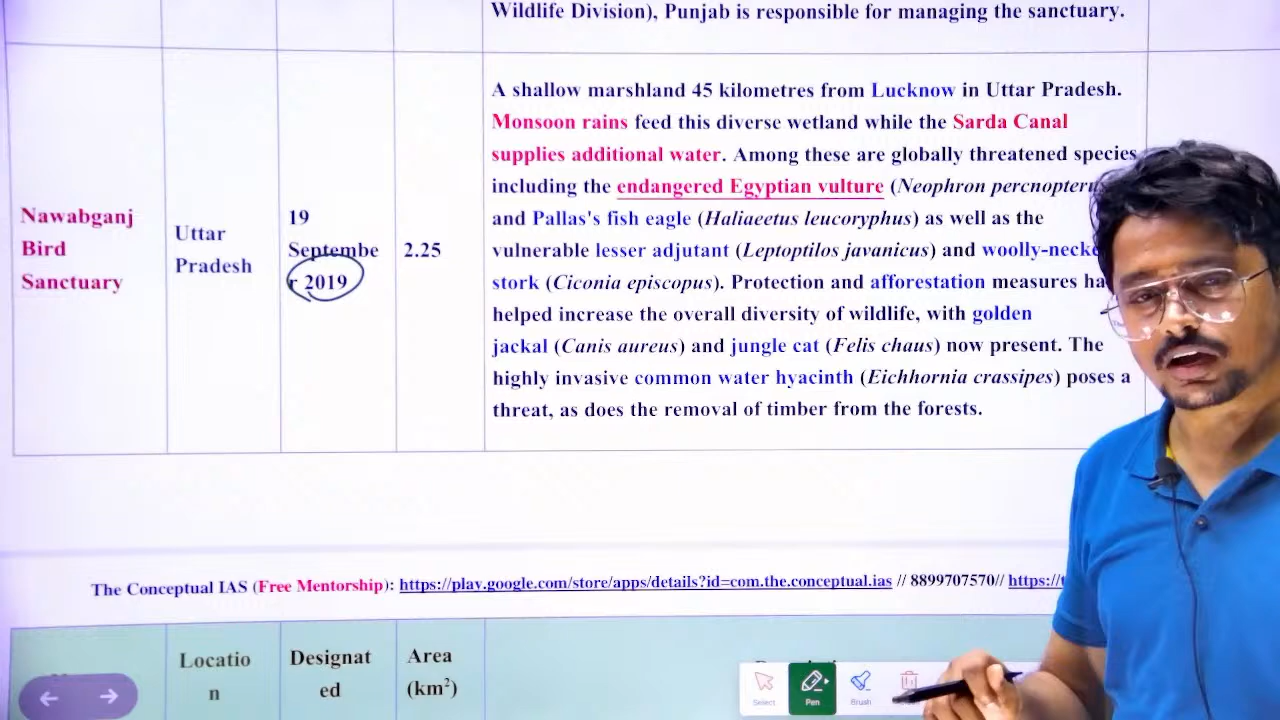 Wildlife Division), Punjab is responsible for managing the sanctuary.
Nawabganj
Bird
Sanctuary
Uttar
Pradesh
19
Septembe
r 2019
2.25
A shallow marshland 45 kilometres from Lucknow in Uttar Pradesh.
Monsoon rains feed this diverse wetland while the Sarda Canal
supplies additional water. Among these are globally threatened species
including the endangered Egyptian vulture (Neophron percnopteru
and Pallas's fish eagle (Haliaeetus leucoryphus) as well as the
vulnerable lesser adjutant (Leptoptilos javanicus) and woolly-necke
stork (Ciconia episcopus). Protection and afforestation measures ha
helped increase the overall diversity of wildlife, with golden
jackal (Canis aureus) and jungle cat (Felis chaus) now present. The
highly invasive common water hyacinth (Eichhornia crassipes) poses a
threat, as does the removal of timber from the forests.
The Conceptual IAS (Free Mentorship): https://play.google.com/store/apps/details?id=com.the.conceptual.ias // 8899707570// https://t
Locatio
n
Designat
ed
Area
(km²)
Select
Pen
Brush